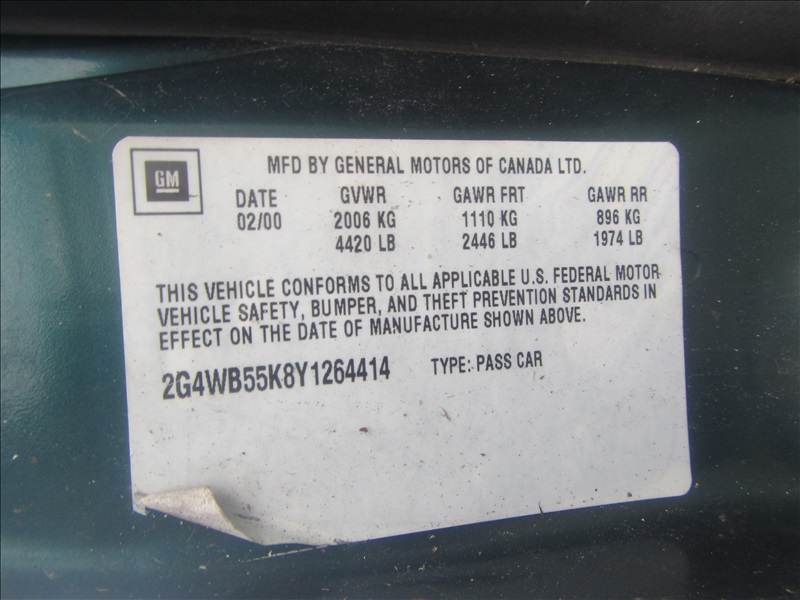 GM
MFD BY GENERAL MOTORS OF CANADA LTD.
DATE GVWR GAWR FRT GAWR RR
02/00 2006 KG 1110 KG 896 KG
4420 LB 2446 LB 1974 LB
THIS VEHICLE CONFORMS TO ALL APPLICABLE U.S. FEDERAL MOTOR
VEHICLE SAFETY, BUMPER, AND THEFT PREVENTION STANDARDS IN
EFFECT ON THE DATE OF MANUFACTURE SHOWN ABOVE.
2G4WB55K8Y1264414 TYPE: PASS CAR